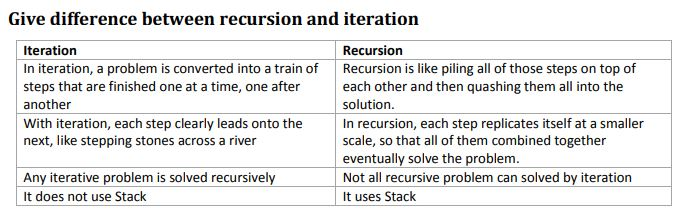 Give difference between recursion and iteration
Iteration
Recursion
In iteration, a problem is converted into a train of
steps that are finished one at a time, one after
another
Recursion is like piling all of those steps on top of
each other and then quashing them all into the
solution.
With iteration, each step clearly leads onto the
next, like stepping stones across a river
In recursion, each step replicates itself at a smaller
scale, so that all of them combined together
eventually solve the problem.
Any iterative problem is solved recursively
Not all recursive problem can solved by iteration
It does not use Stack
It uses Stack